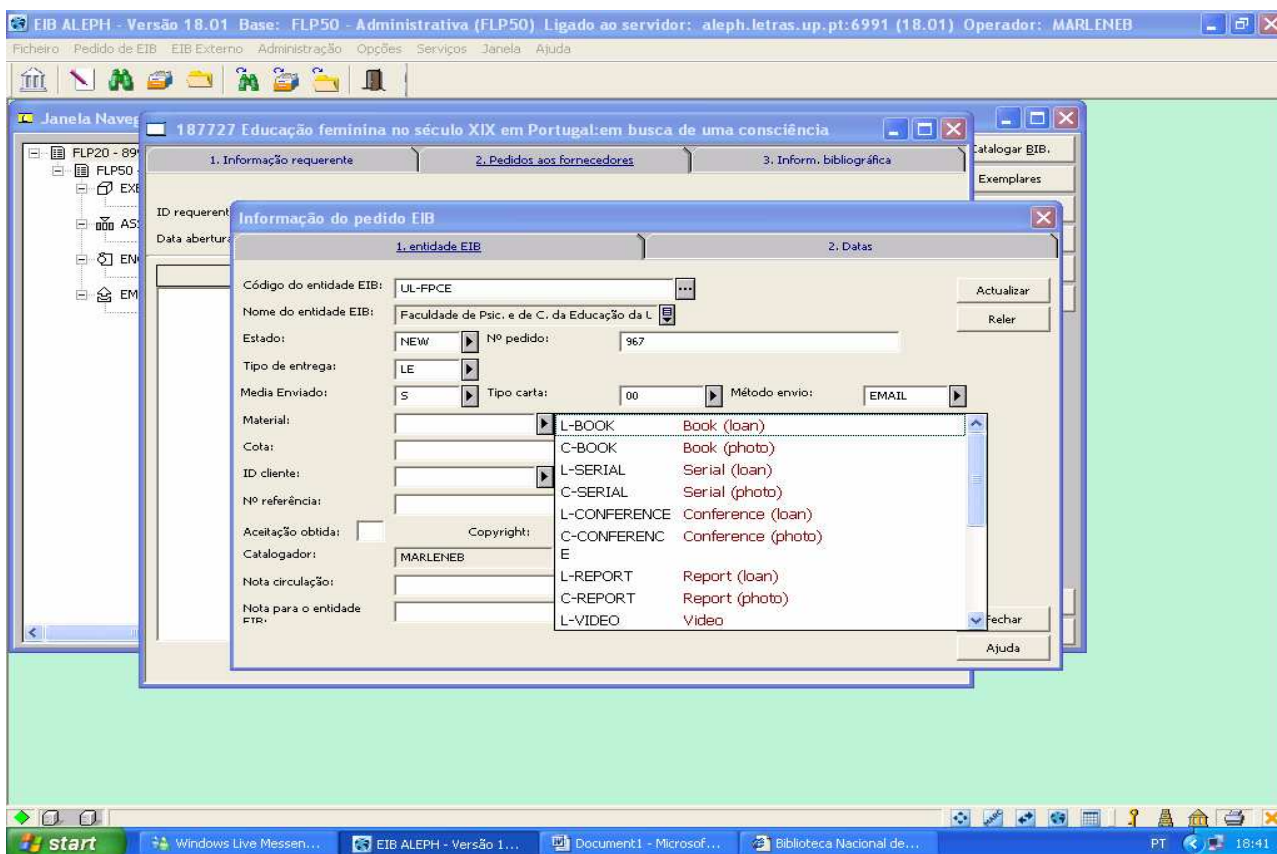 EIB ALEPH - Versão 18.01 Base: FLP50 - Administrativa (FLP50) Ligado ao servidor: aleph.letras.up.pt:6991 (18.01) Operador: MARLENEB
Ficheiro Pedido de EIB EIB Externo Administração Opções Serviços Janela Ajuda
Janela Naveg
187727 Educação feminina no século XIX em Portugal:em busca de uma consciência
1. Informação requerente 2. Pedidos aos fornecedores 3. Inform. bibliográfica
Catalogar BIB.
Exemplares
FLP20 - 89
FLP50
EXE
AS
EN
EM
ID requerent
Data abertura
Informação do pedido EIB
1. entidade EIB 2. Datas
Código do entidade EIB: UL-FPCE
Actualizar
Nome do entidade EIB: Faculdade de Psic. e de C. da Educação da L
Reler
Estado: NEW Nº pedido: 967
Tipo de entrega: LE
Media Enviado: S Tipo carta: 00 Método envio: EMAIL
Material:
Cota:
ID cliente:
Nº referência:
Aceitação obtida: Copyright:
Catalogador: MARLENEB
Nota circulação:
Nota para o entidade
EIB:
L-BOOK Book (loan)
C-BOOK Book (photo)
L-SERIAL Serial (loan)
C-SERIAL Serial (photo)
L-CONFERENCE Conference (loan)
C-CONFERENC Conference (photo)
E
L-REPORT Report (loan)
C-REPORT Report (photo)
L-VIDEO Video
Fechar
Ajuda
start Windows Live Messen... EIB ALEPH - Versão 1... Document1 - Microsof... Biblioteca Nacional de... PT 18:41